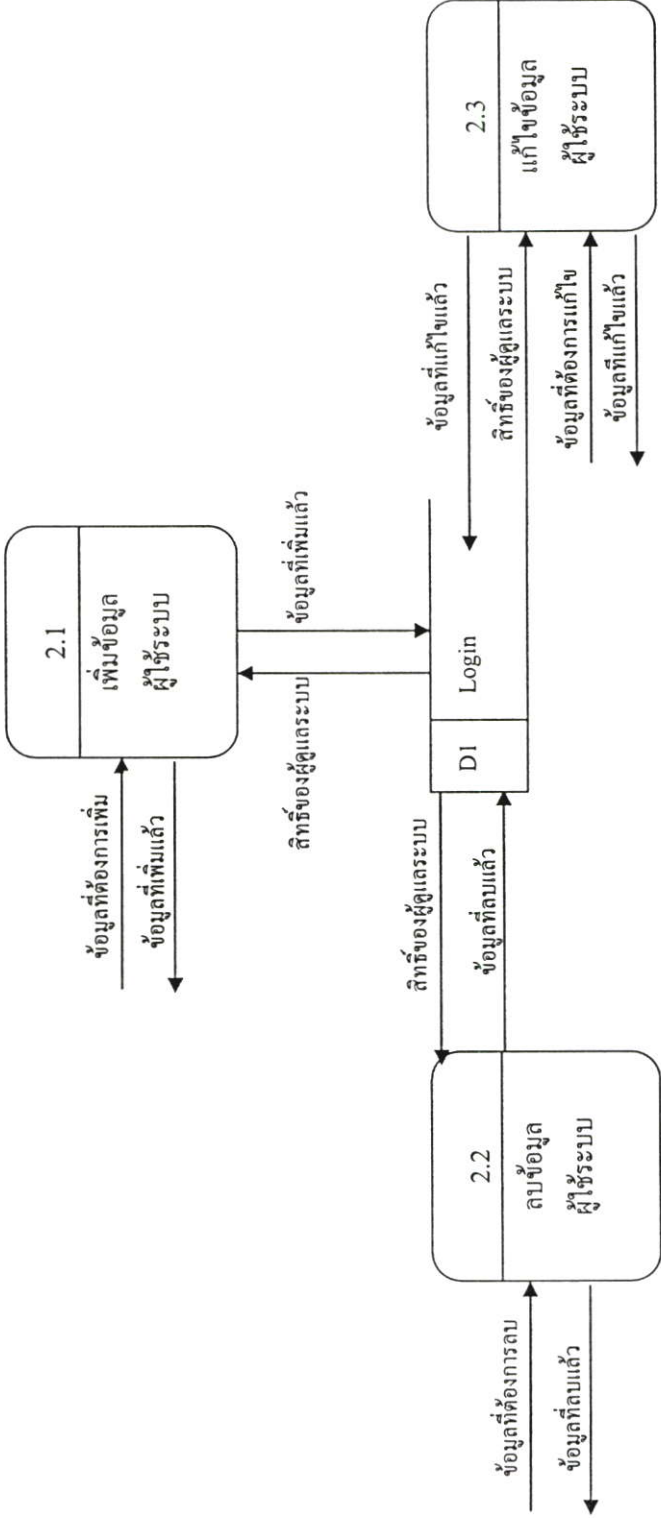 2.1
เพิ่มข้อมูล
ผู้ใช้ระบบ
ข้อมูลที่ต้องการเพิ่ม
ข้อมูลที่เพิ่มแล้ว
สิทธิ์ของผู้ดูแลระบบ
ข้อมูลที่เพิ่มแล้ว
2.2
ลบข้อมูล
ผู้ใช้ระบบ
ข้อมูลที่ต้องการลบ
ข้อมูลที่ลบแล้ว
สิทธิ์ของผู้ดูแลระบบ
ข้อมูลที่ลบแล้ว
D1 Login
ข้อมูลที่แก้ไขแล้ว
สิทธิ์ของผู้ดูแลระบบ
2.3
แก้ไขข้อมูล
ผู้ใช้ระบบ
ข้อมูลที่ต้องการแก้ไข
ข้อมูลที่แก้ไขแล้ว